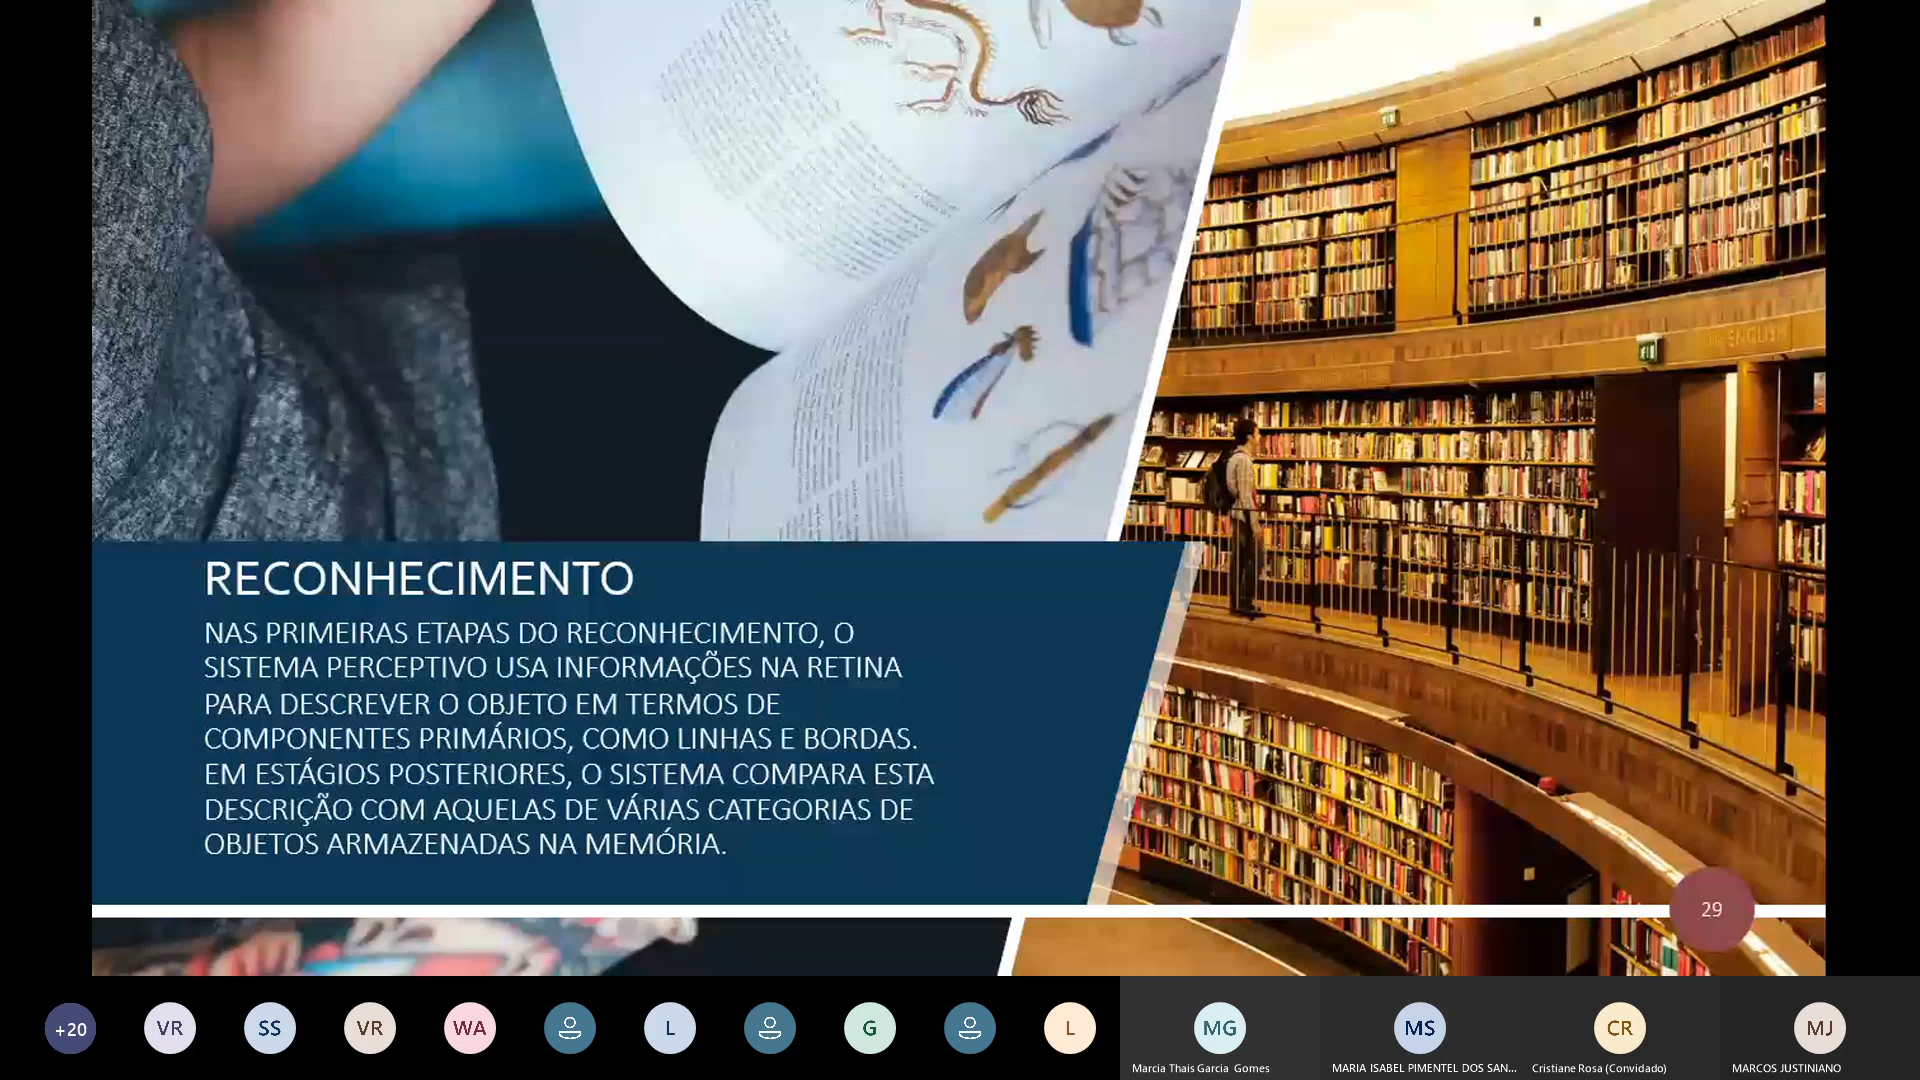 ENGLISH
RECONHECIMENTO
NAS PRIMEIRAS ETAPAS DO RECONHECIMENTO, O
SISTEMA PERCEPTIVO USA INFORMAÇÕES NA RETINA
PARA DESCREVER O OBJETO EM TERMOS DE
COMPONENTES PRIMÁRIOS, COMO LINHAS E BORDAS.
EM ESTÁGIOS POSTERIORES, O SISTEMA COMPARA ESTA
DESCRIÇÃO COM AQUELAS DE VÁRIAS CATEGORIAS DE
OBJETOS ARMAZENADAS NA MEMÓRIA.
29
+20 VR SS VR WA L G L MG MS CR MJ
Marcia Thais Garcia Gomes MARIA ISABEL PIMENTEL DOS SAN... Cristiane Rosa (Convidado) MARCOS JUSTINIANO